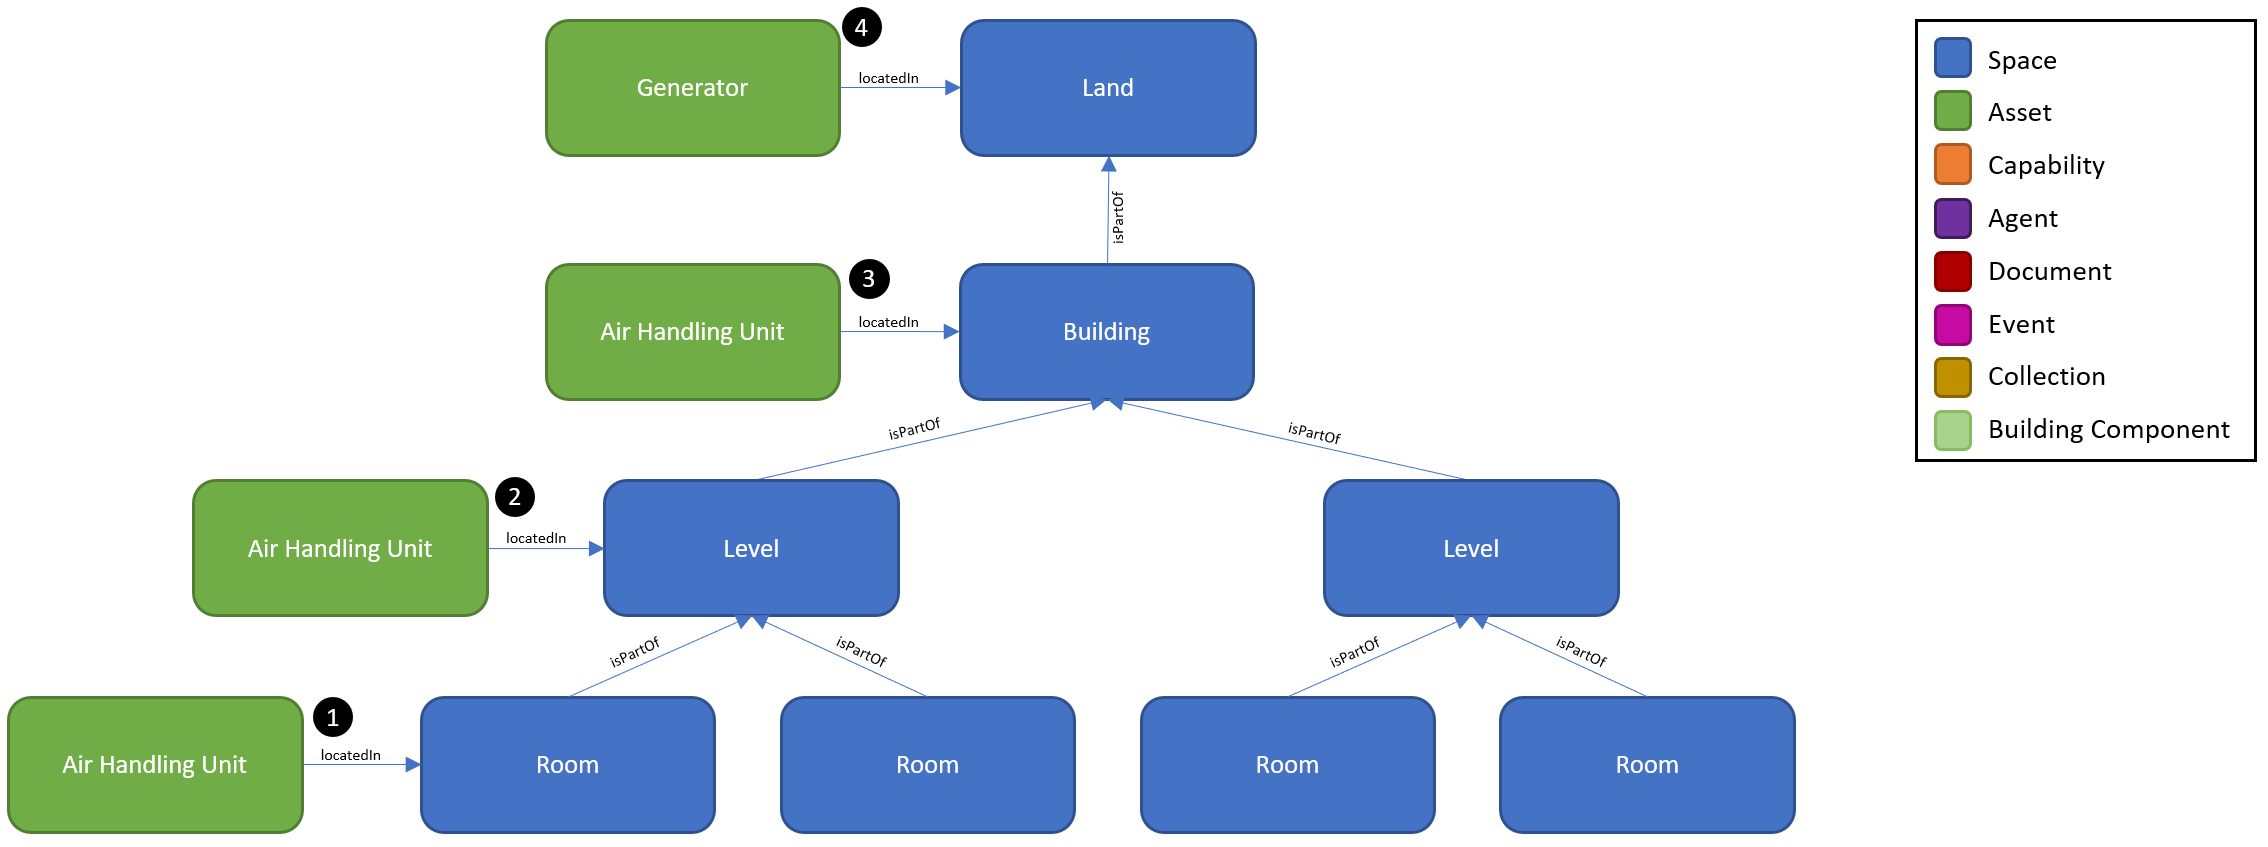 4
Generator
locatedIn
Land
isPartOf
3
Air Handling Unit
locatedIn
Building
isPartOf
isPartOf
2
Air Handling Unit
locatedIn
Level
Level
isPartOf
isPartOf
isPartOf
isPartOf
1
Air Handling Unit
locatedIn
Room
Room
Room
Room
Space
Asset
Capability
Agent
Document
Event
Collection
Building Component